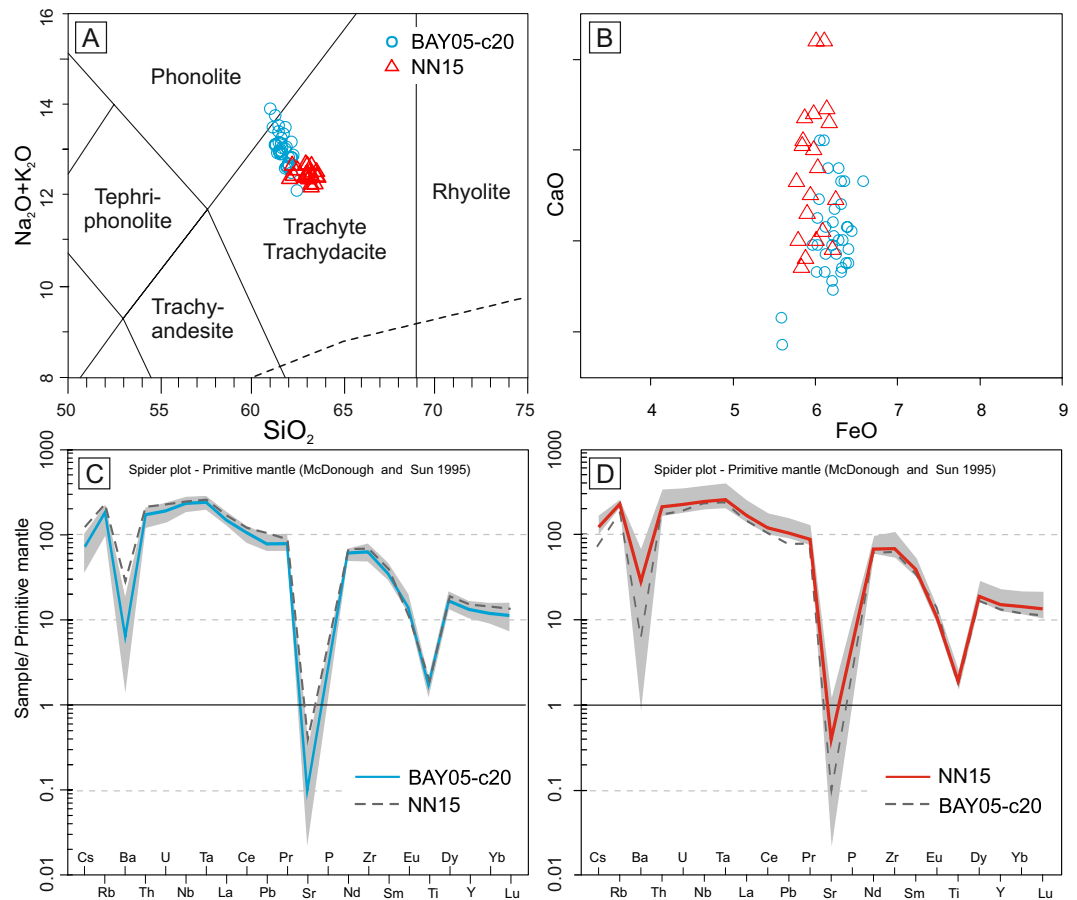 A
BAY05-c20
NN15
Phonolite
Tephri-
phonolite
Trachyte
Trachydacite
Rhyolite
Trachy-
andesite
Na₂O+K₂O
16
14
12
10
8
50
55
60
65
70
75
SiO₂
B
CaO
4
5
6
7
8
9
FeO
C
Spider plot - Primitive mantle (McDonough and Sun 1995)
Sample/ Primitive mantle
1000
100
10
1
0.1
0.01
BAY05-c20
NN15
Cs
Ba
U
Ta
Ce
Pr
P
Zr
Eu
Dy
Yb
Rb
Th
Nb
La
Pb
Sr
Nd
Sm
Ti
Y
Lu
D
Spider plot - Primitive mantle (McDonough and Sun 1995)
1000
100
10
1
0.1
0.01
NN15
BAY05-c20
Cs
Ba
U
Ta
Ce
Pr
P
Zr
Eu
Dy
Yb
Rb
Th
Nb
La
Pb
Sr
Nd
Sm
Ti
Y
Lu